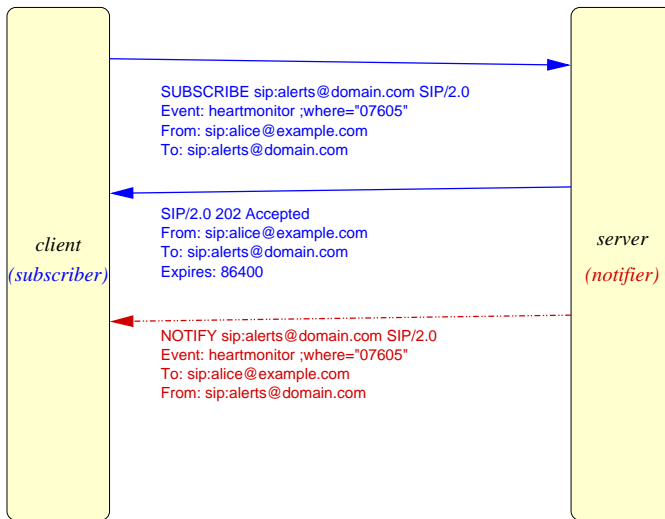 SUBSCRIBE sip:alerts@domain.com SIP/2.0
Event: heartmonitor ;where="07605"
From: sip:alice@example.com
To: sip:alerts@domain.com
SIP/2.0 202 Accepted
From: sip:alice@example.com
To: sip:alerts@domain.com
Expires: 86400
client
(subscriber)
server
(notifier)
NOTIFY sip:alerts@domain.com SIP/2.0
Event: heartmonitor ;where="07605"
To: sip:alice@example.com
From: sip:alerts@domain.com